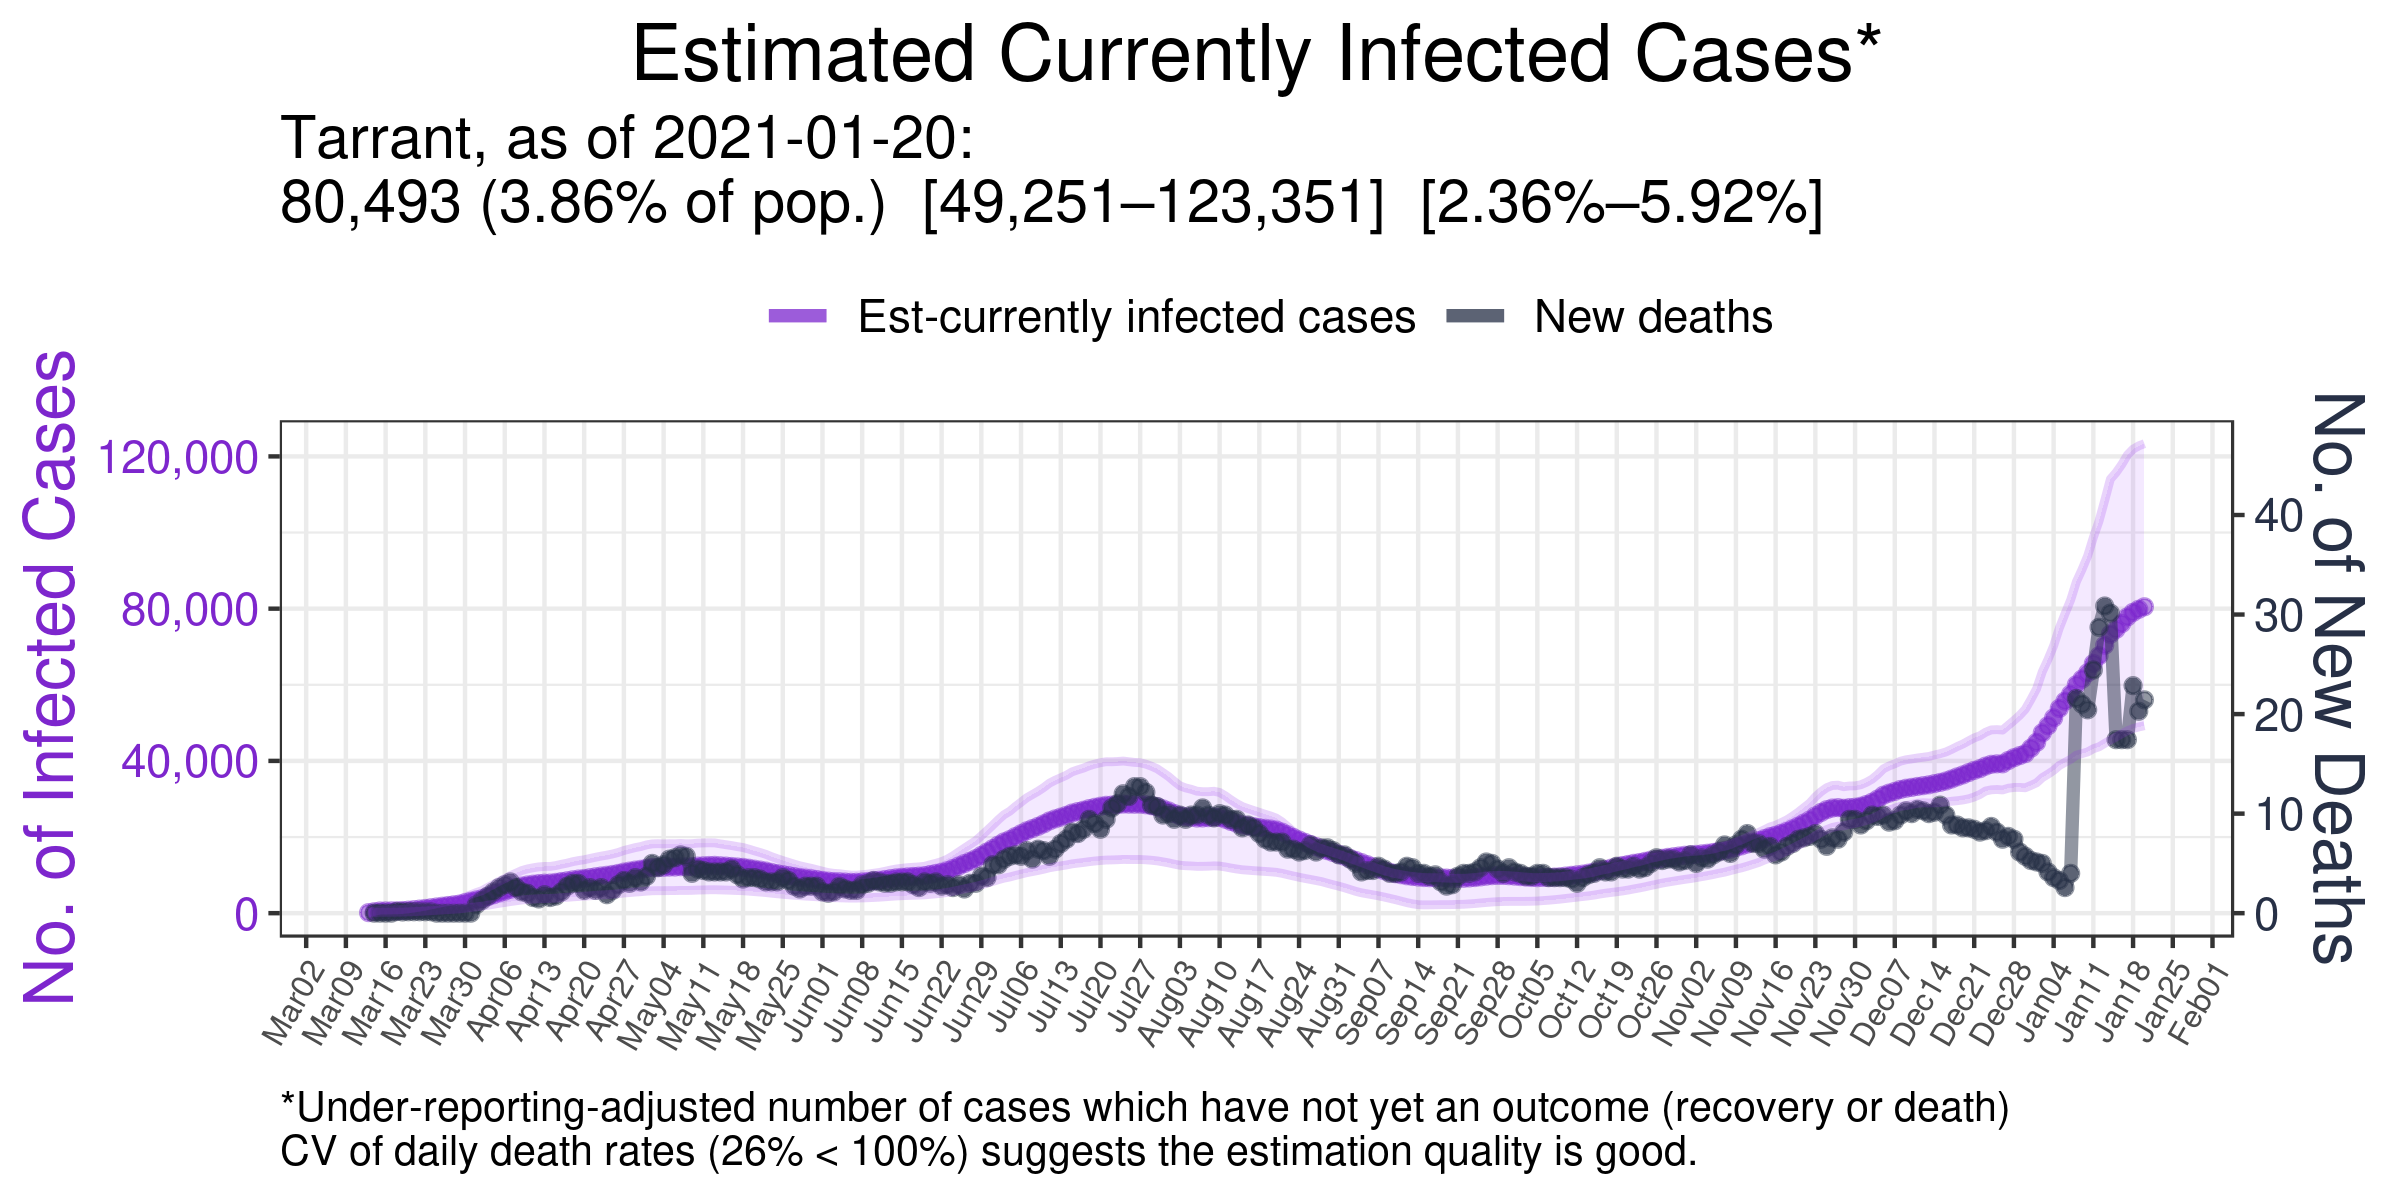 Estimated Currently Infected Cases*
Tarrant, as of 2021-01-20:
80,493 (3.86% of pop.) [49,251–123,351] [2.36%–5.92%]
Est-currently infected cases
New deaths
No. of Infected Cases
120,000
80,000
40,000
0
No. of New Deaths
40
30
20
10
0
Mar02
Mar09
Mar16
Mar23
Mar30
Apr06
Apr13
Apr20
Apr27
May04
May11
May18
May25
Jun01
Jun08
Jun15
Jun22
Jun29
Jul06
Jul13
Jul20
Jul27
Aug03
Aug10
Aug17
Aug24
Aug31
Sep07
Sep14
Sep21
Sep28
Oct05
Oct12
Oct19
Oct26
Nov02
Nov09
Nov16
Nov23
Nov30
Dec07
Dec14
Dec21
Dec28
Jan04
Jan11
Jan18
Jan25
Feb01
*Under-reporting-adjusted number of cases which have not yet an outcome (recovery or death)
CV of daily death rates (26% < 100%) suggests the estimation quality is good.